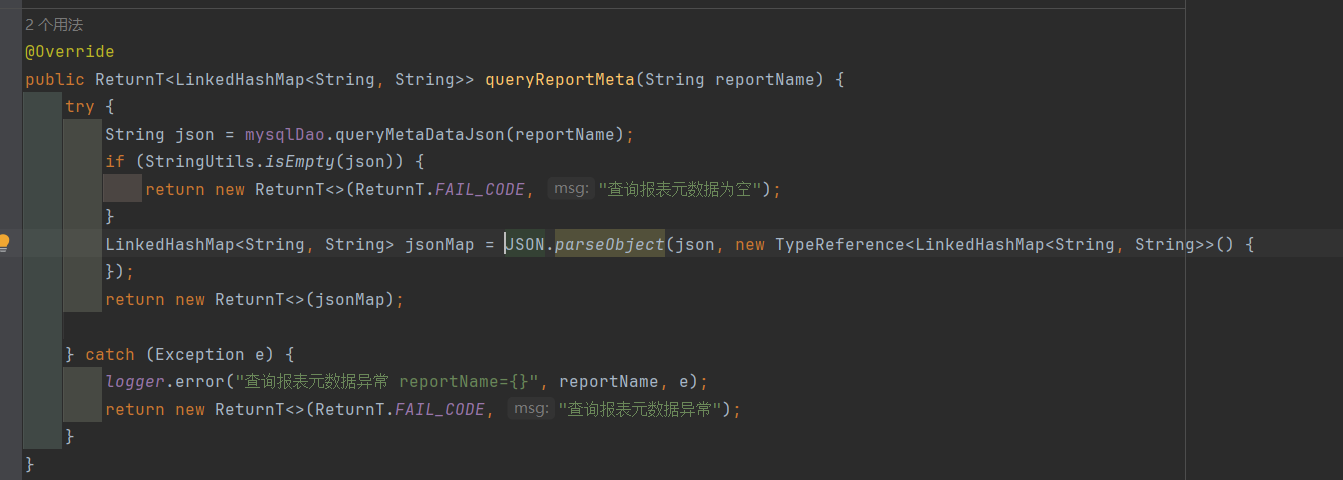 2 个用法
@Override
public ReturnT<LinkedHashMap<String, String>> queryReportMeta(String reportName) {
try {
String json = mysqlDao.queryMetaDataJson(reportName);
if (StringUtils.isEmpty(json)) {
return new ReturnT<>(ReturnT.FAIL_CODE, msg: "查询报表元数据为空");
}
LinkedHashMap<String, String> jsonMap = JSON.parseObject(json, new TypeReference<LinkedHashMap<String, String>>() {
});
return new ReturnT<>(jsonMap);
} catch (Exception e) {
logger.error("查询报表元数据异常 reportName={}", reportName, e);
return new ReturnT<>(ReturnT.FAIL_CODE, msg: "查询报表元数据异常");
}
}